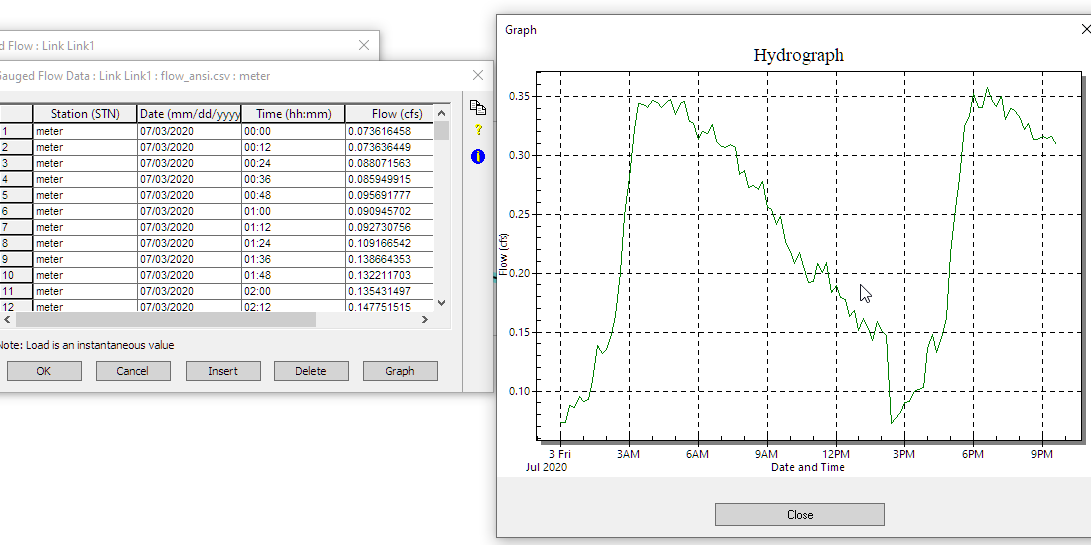 d Flow : Link Link1
Gauged Flow Data : Link Link1 : flow_ansi.csv : meter
Station (STN) Date (mm/dd/yyyy Time (hh:mm) Flow (cfs)
1 meter 07/03/2020 00:00 0.073616458
2 meter 07/03/2020 00:12 0.073636449
3 meter 07/03/2020 00:24 0.088071563
4 meter 07/03/2020 00:36 0.085949915
5 meter 07/03/2020 00:48 0.095691777
6 meter 07/03/2020 01:00 0.090945702
7 meter 07/03/2020 01:12 0.092730756
8 meter 07/03/2020 01:24 0.109166542
9 meter 07/03/2020 01:36 0.138664353
10 meter 07/03/2020 01:48 0.132211703
11 meter 07/03/2020 02:00 0.135431497
12 meter 07/03/2020 02:12 0.147751515
Note: Load is an instantaneous value
OK Cancel Insert Delete Graph
Graph
Hydrograph
0.35
0.30
0.25
0.20
0.15
0.10
Flow (cfs)
3 Fri 3AM 6AM 9AM 12PM 3PM 6PM 9PM
Jul 2020
Date and Time
Close